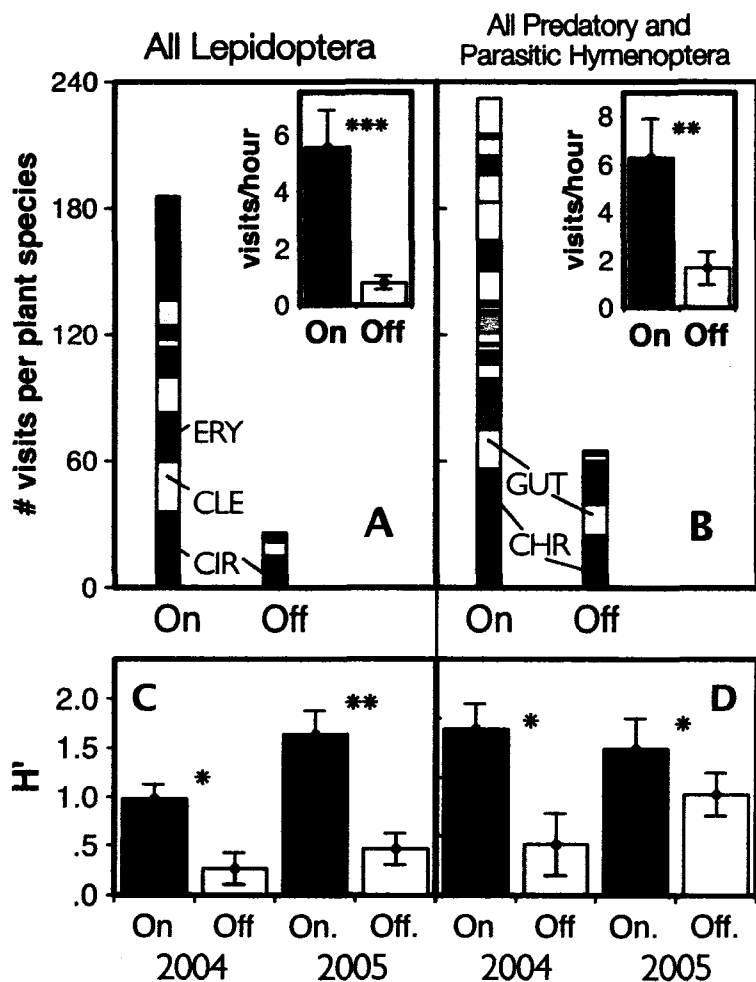 All Lepidoptera
All Predatory and
Parasitic Hymenoptera
# visits per plant species
240
180
120
60
0
visits/hour
6
4
2
0
***
On Off
ERY
CLE
CIR
A
On Off
visits/hour
8
6
4
2
0
**
On Off
GUT
CHR
B
On Off
H'
2.0
1.5
1.0
.5
.0
C
*
**
On Off On. Off.
2004 2005
D
*
*
On Off On. Off.
2004 2005